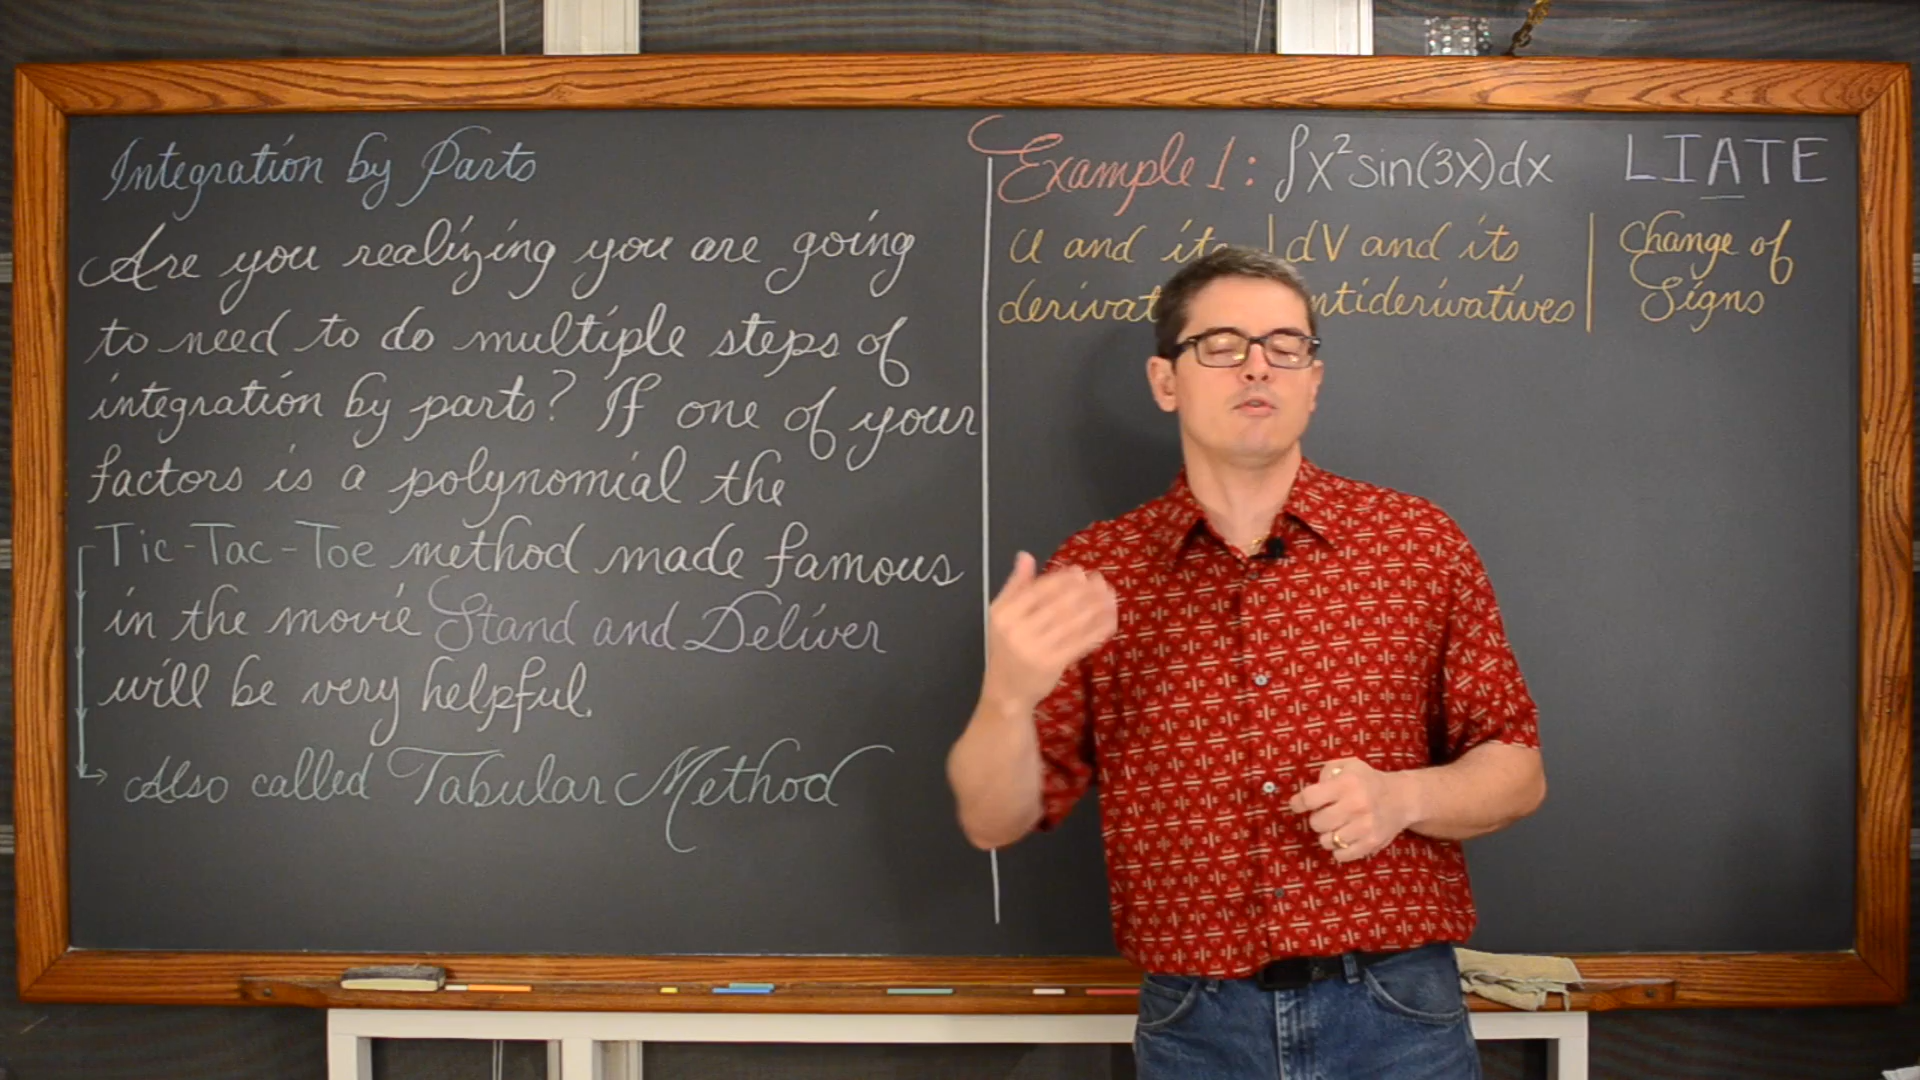 Integration by Parts
Are you realizing you are going
to need to do multiple steps of
integration by parts? If one of your
factors is a polynomial the
Tic-Tac-Toe method made famous
in the movie Stand and Deliver
will be very helpful.
Also called Tabular Method
Example 1: ∫x²sin(3x)dx
LIATE
u and its
dv and its
antiderivatives
Change of
Signs